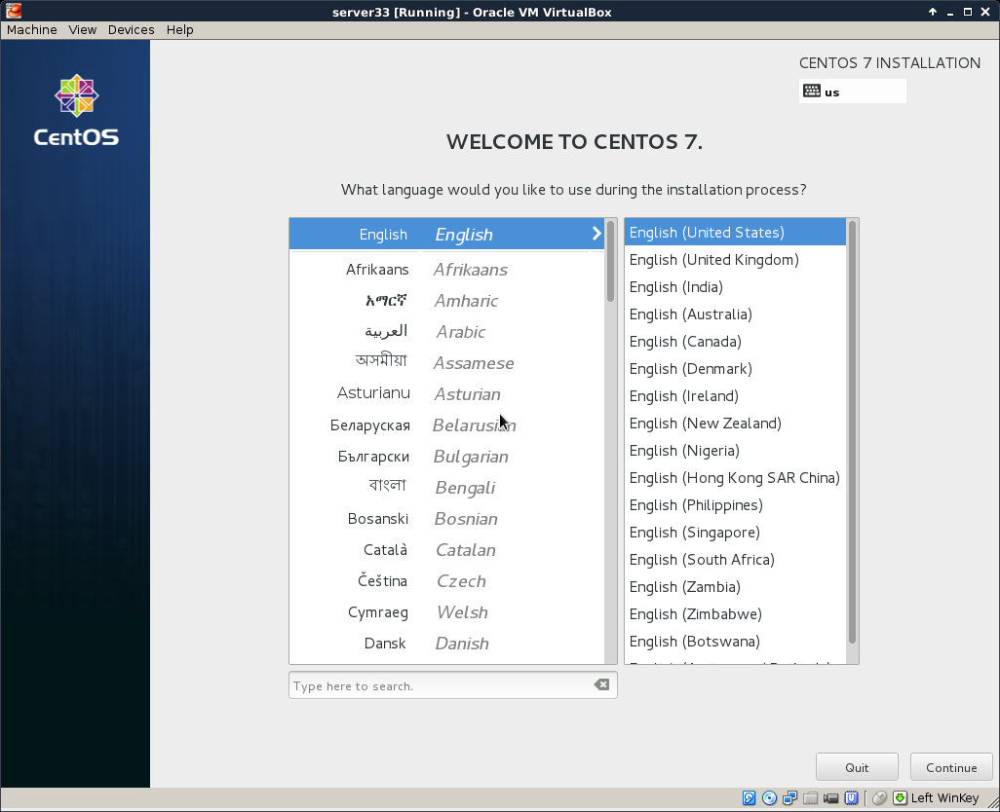 server33 [Running] - Oracle VM VirtualBox
Machine View Devices Help
CentOS
CENTOS 7 INSTALLATION
us
WELCOME TO CENTOS 7.
What language would you like to use during the installation process?
English English
Afrikaans Afrikaans
አማርኛ Amharic
العربية Arabic
অসমীয়া Assamese
Asturianu Asturian
Беларуская Belarusian
Български Bulgarian
বাংলা Bengali
Bosanski Bosnian
Català Catalan
Čeština Czech
Cymraeg Welsh
Dansk Danish
Type here to search.
English (United States)
English (United Kingdom)
English (India)
English (Australia)
English (Canada)
English (Denmark)
English (Ireland)
English (New Zealand)
English (Nigeria)
English (Hong Kong SAR China)
English (Philippines)
English (Singapore)
English (South Africa)
English (Zambia)
English (Zimbabwe)
English (Botswana)
Quit Continue
Left WinKey